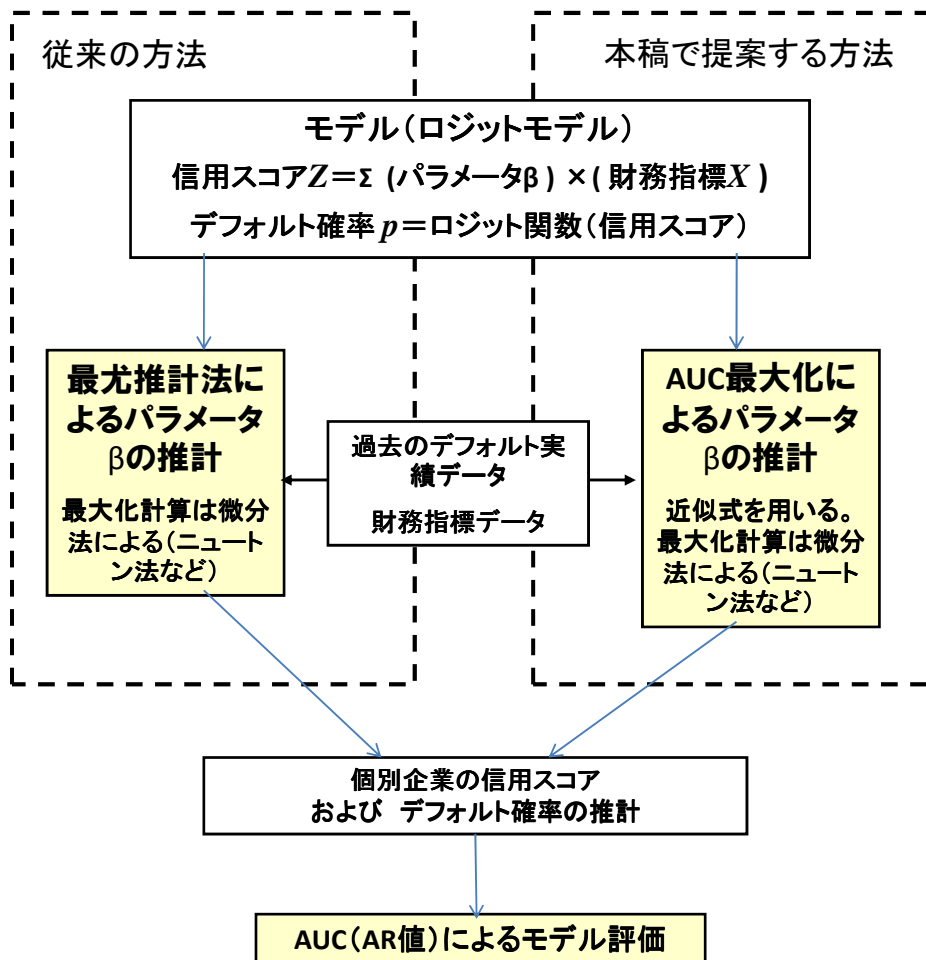 従来の方法
本稿で提案する方法
モデル(ロジットモデル)
信用スコアZ=Σ (パラメータβ) ×( 財務指標X )
デフォルト確率 p=ロジット関数(信用スコア)
最尤推計法に
よるパラメータ
βの推計
最大化計算は微分
法による(ニュート
ン法など)
過去のデフォルト実
績データ
財務指標データ
AUC最大化に
よるパラメータ
βの推計
近似式を用いる。
最大化計算は微分
法による(ニュート
ン法など)
個別企業の信用スコア
および デフォルト確率の推計
AUC(AR値)によるモデル評価